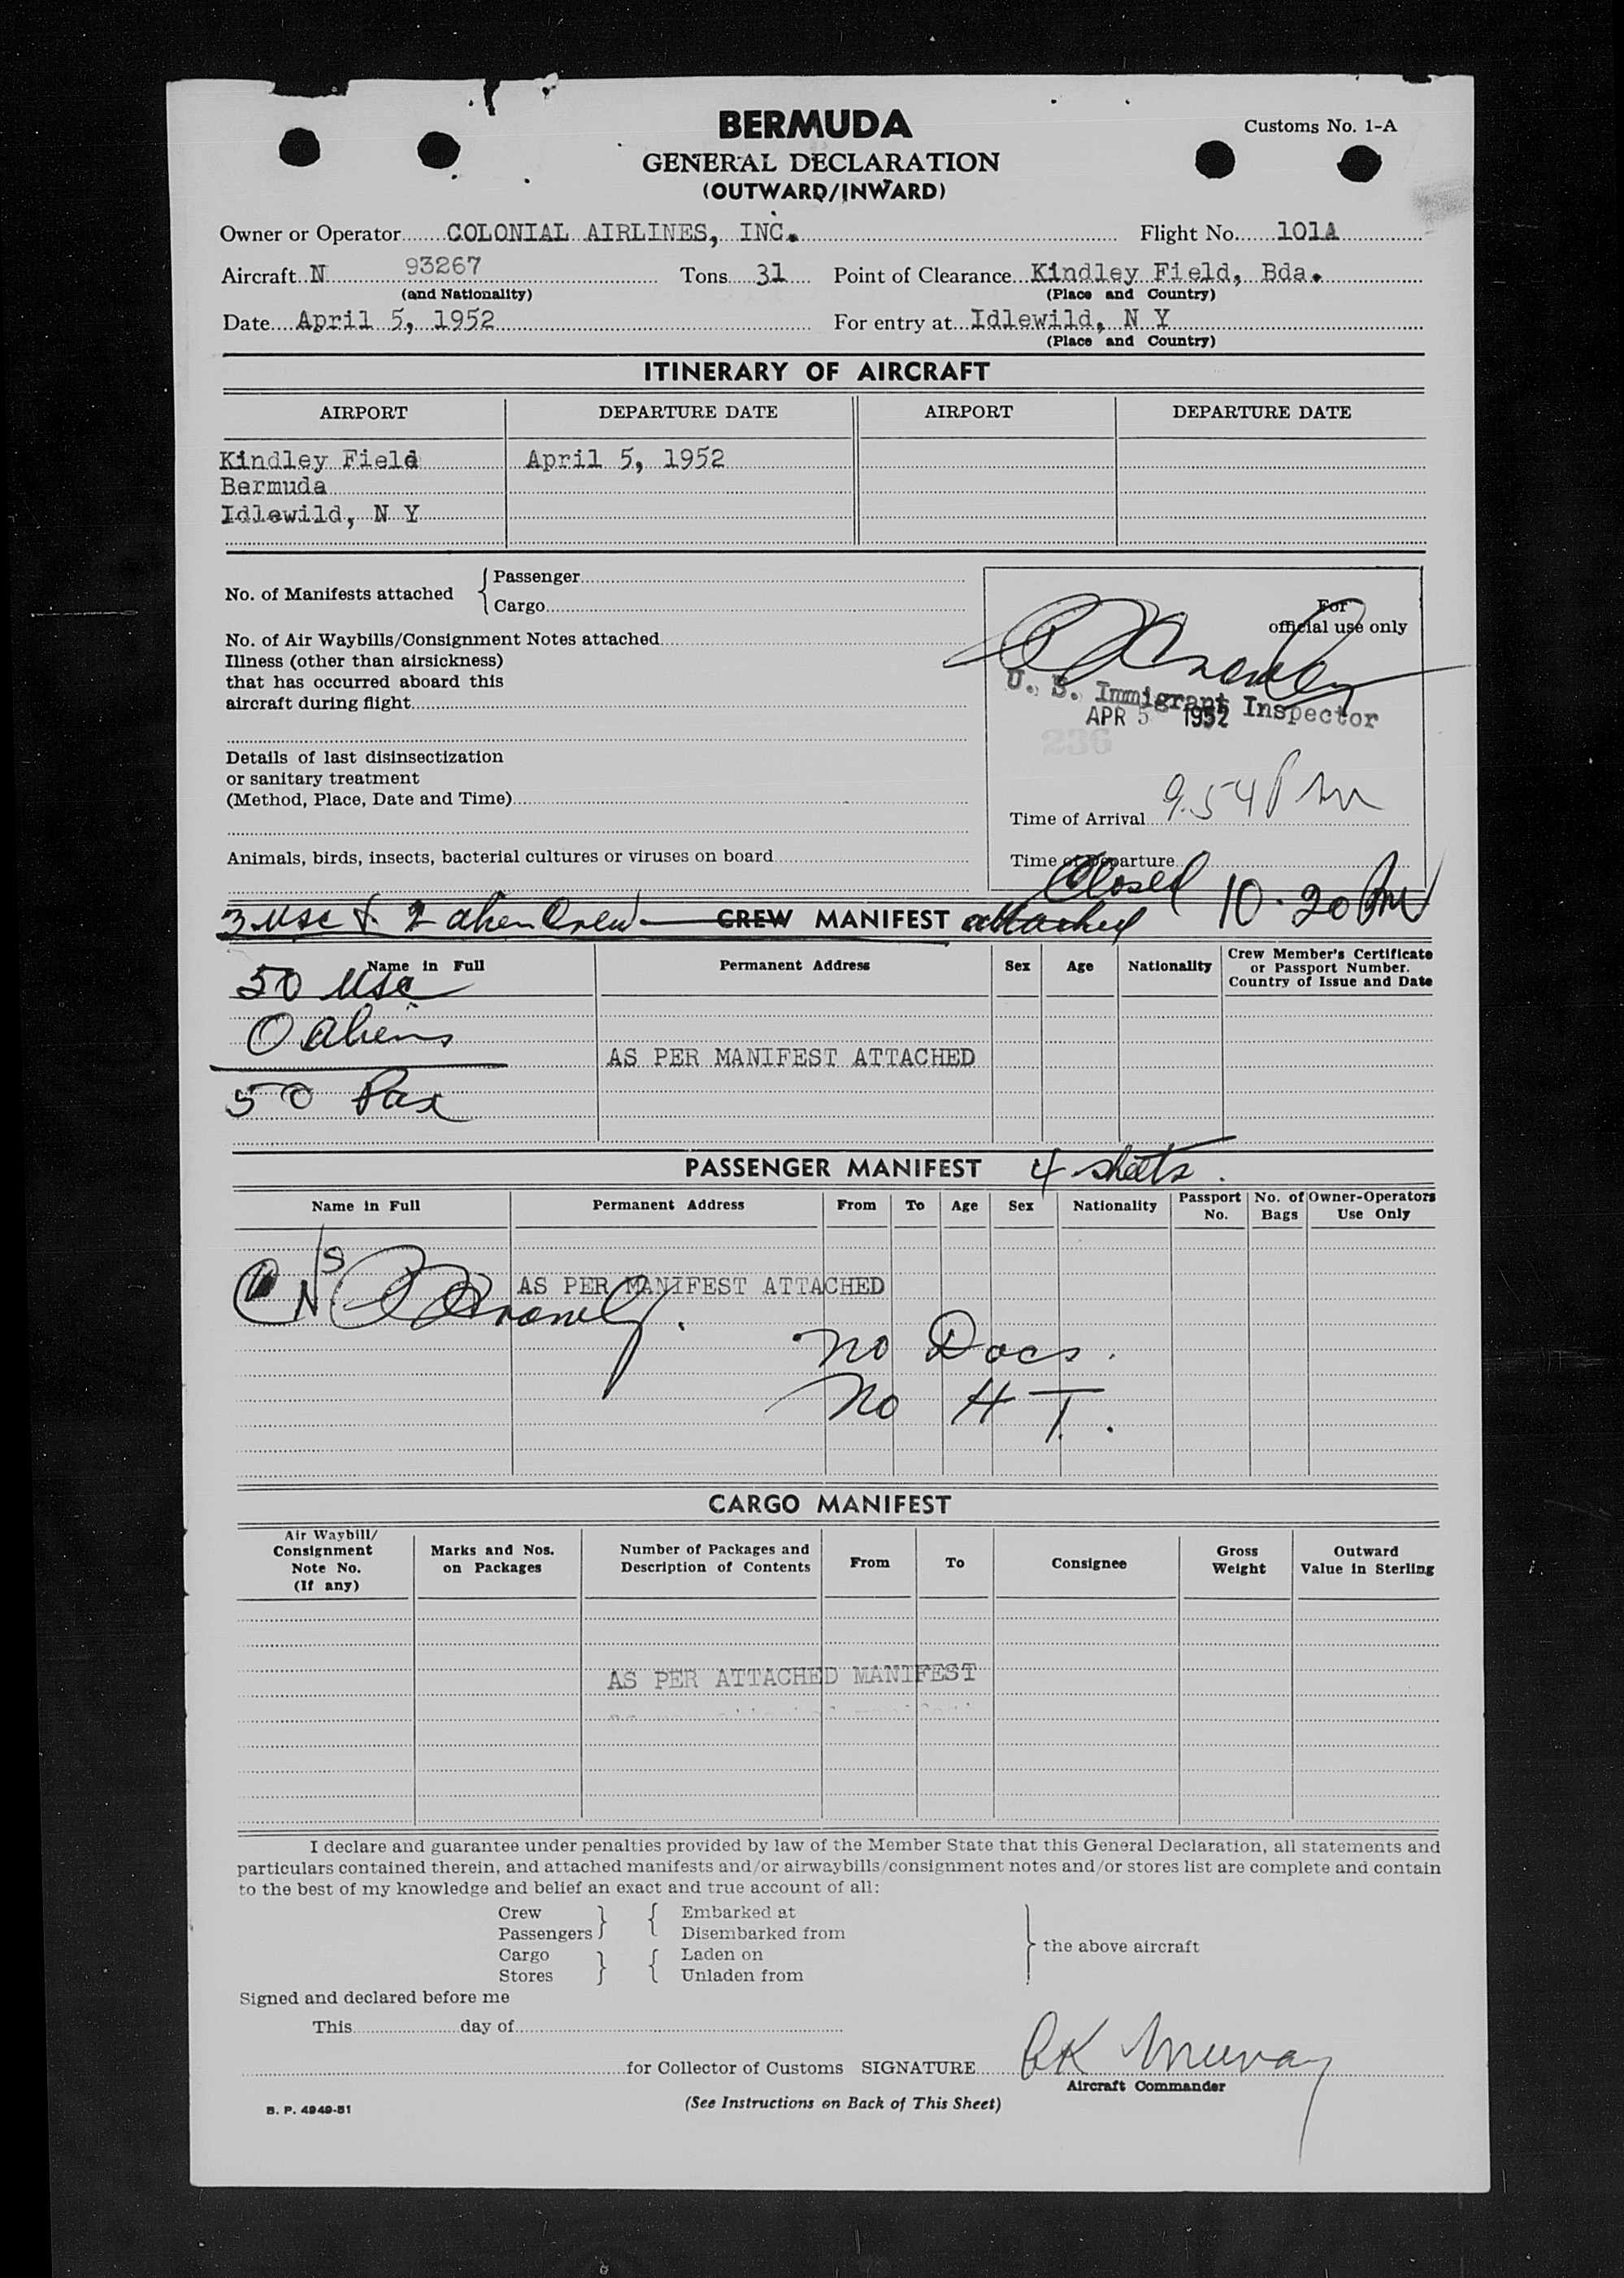 BERMUDA
Customs No. 1-A
GENERAL DECLARATION
(OUTWARD/INWARD)
Owner or Operator COLONIAL AIRLINES, INC. Flight No. 101A
Aircraft N 93267 Tons 31 Point of Clearance Kindley Field, Bda.
(and Nationality) (Place and Country)
Date April 5, 1952 For entry at Idlewild, N Y
(Place and Country)
ITINERARY OF AIRCRAFT
AIRPORT DEPARTURE DATE AIRPORT DEPARTURE DATE
Kindley Field April 5, 1952
Bermuda
Idlewild, N Y
No. of Manifests attached { Passenger
Cargo
For
official use only
No. of Air Waybills/Consignment Notes attached
Illness (other than airsickness)
that has occurred aboard this
aircraft during flight
U. S. Immigrant Inspector
APR 5 1952
236
Details of last disinsectization
or sanitary treatment
(Method, Place, Date and Time)
Time of Arrival 9.54 PM
Animals, birds, insects, bacterial cultures or viruses on board
Time of Departure
Closed 10.20 PM
3 USC & 2 alien Crew CREW MANIFEST attached
Name in Full Permanent Address Sex Age Nationality Crew Member's Certificate or Passport Number. Country of Issue and Date
50 USC
0 aliens
AS PER MANIFEST ATTACHED
50 Pax
PASSENGER MANIFEST 4 sheets.
Name in Full Permanent Address From To Age Sex Nationality Passport No. No. of Bags Owner-Operators Use Only
AS PER MANIFEST ATTACHED
No Docs.
No H T.
CARGO MANIFEST
Air Waybill/ Consignment Note No. (If any) Marks and Nos. on Packages Number of Packages and Description of Contents From To Consignee Gross Weight Outward Value in Sterling
AS PER ATTACHED MANIFEST
I declare and guarantee under penalties provided by law of the Member State that this General Declaration, all statements and
particulars contained therein, and attached manifests and/or airwaybills/consignment notes and/or stores list are complete and contain
to the best of my knowledge and belief an exact and true account of all:
Crew } { Embarked at
Passengers Disembarked from
Cargo } { Laden on } the above aircraft
Stores Unladen from
Signed and declared before me
This day of
for Collector of Customs SIGNATURE K Murray
Aircraft Commander
B. P. 4949-51
(See Instructions on Back of This Sheet)